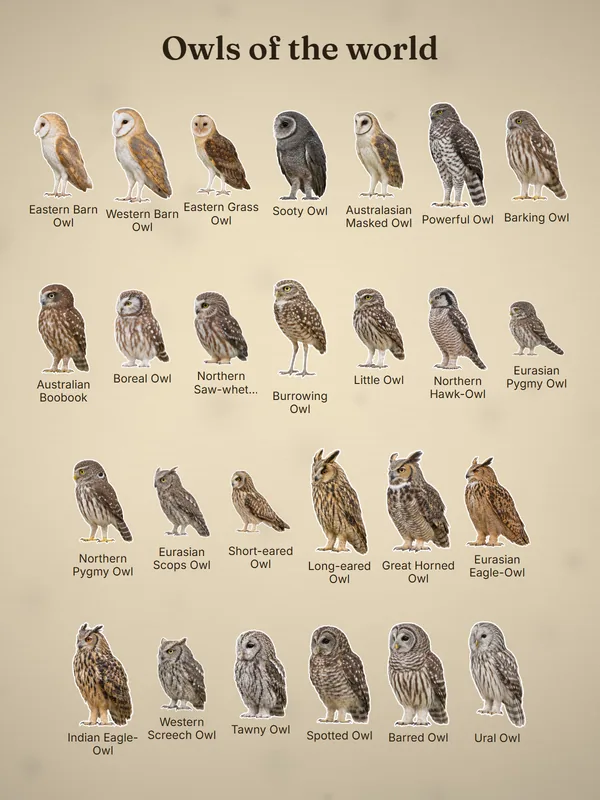 Owls of the world
Eastern Barn
Owl
Western Barn
Owl
Eastern Grass
Owl
Sooty Owl
Australasian
Masked Owl
Powerful Owl
Barking Owl
Australian
Boobook
Boreal Owl
Northern
Saw-whet...
Burrowing
Owl
Little Owl
Northern
Hawk-Owl
Eurasian
Pygmy Owl
Northern
Pygmy Owl
Eurasian
Scops Owl
Short-eared
Owl
Long-eared
Owl
Great Horned
Owl
Eurasian
Eagle-Owl
Indian Eagle-
Owl
Western
Screech Owl
Tawny Owl
Spotted Owl
Barred Owl
Ural Owl